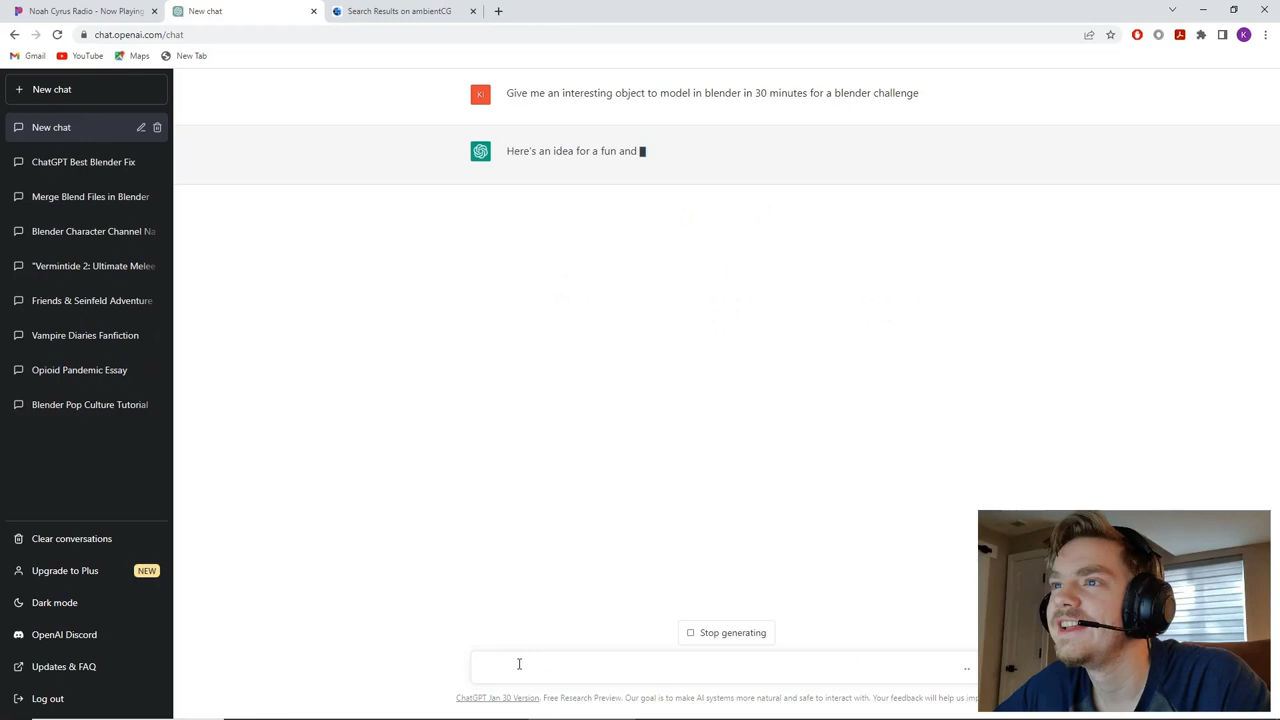 Noah Cyrus Radio - Now Playing
New chat
Search Results on ambientCG
chat.openai.com/chat
K
Gmail
YouTube
Maps
New Tab
New chat
New chat
ChatGPT Best Blender Fix
Merge Blend Files in Blender
Blender Character Channel Na
"Vermintide 2: Ultimate Melee
Friends & Seinfeld Adventure
Vampire Diaries Fanfiction
Opioid Pandemic Essay
Blender Pop Culture Tutorial
Clear conversations
Upgrade to Plus NEW
Dark mode
OpenAI Discord
Updates & FAQ
Log out
KI
Give me an interesting object to model in blender in 30 minutes for a blender challenge
Here's an idea for a fun and
Stop generating
ChatGPT Jan 30 Version. Free Research Preview. Our goal is to make AI systems more natural and safe to interact with. Your feedback will help us imp